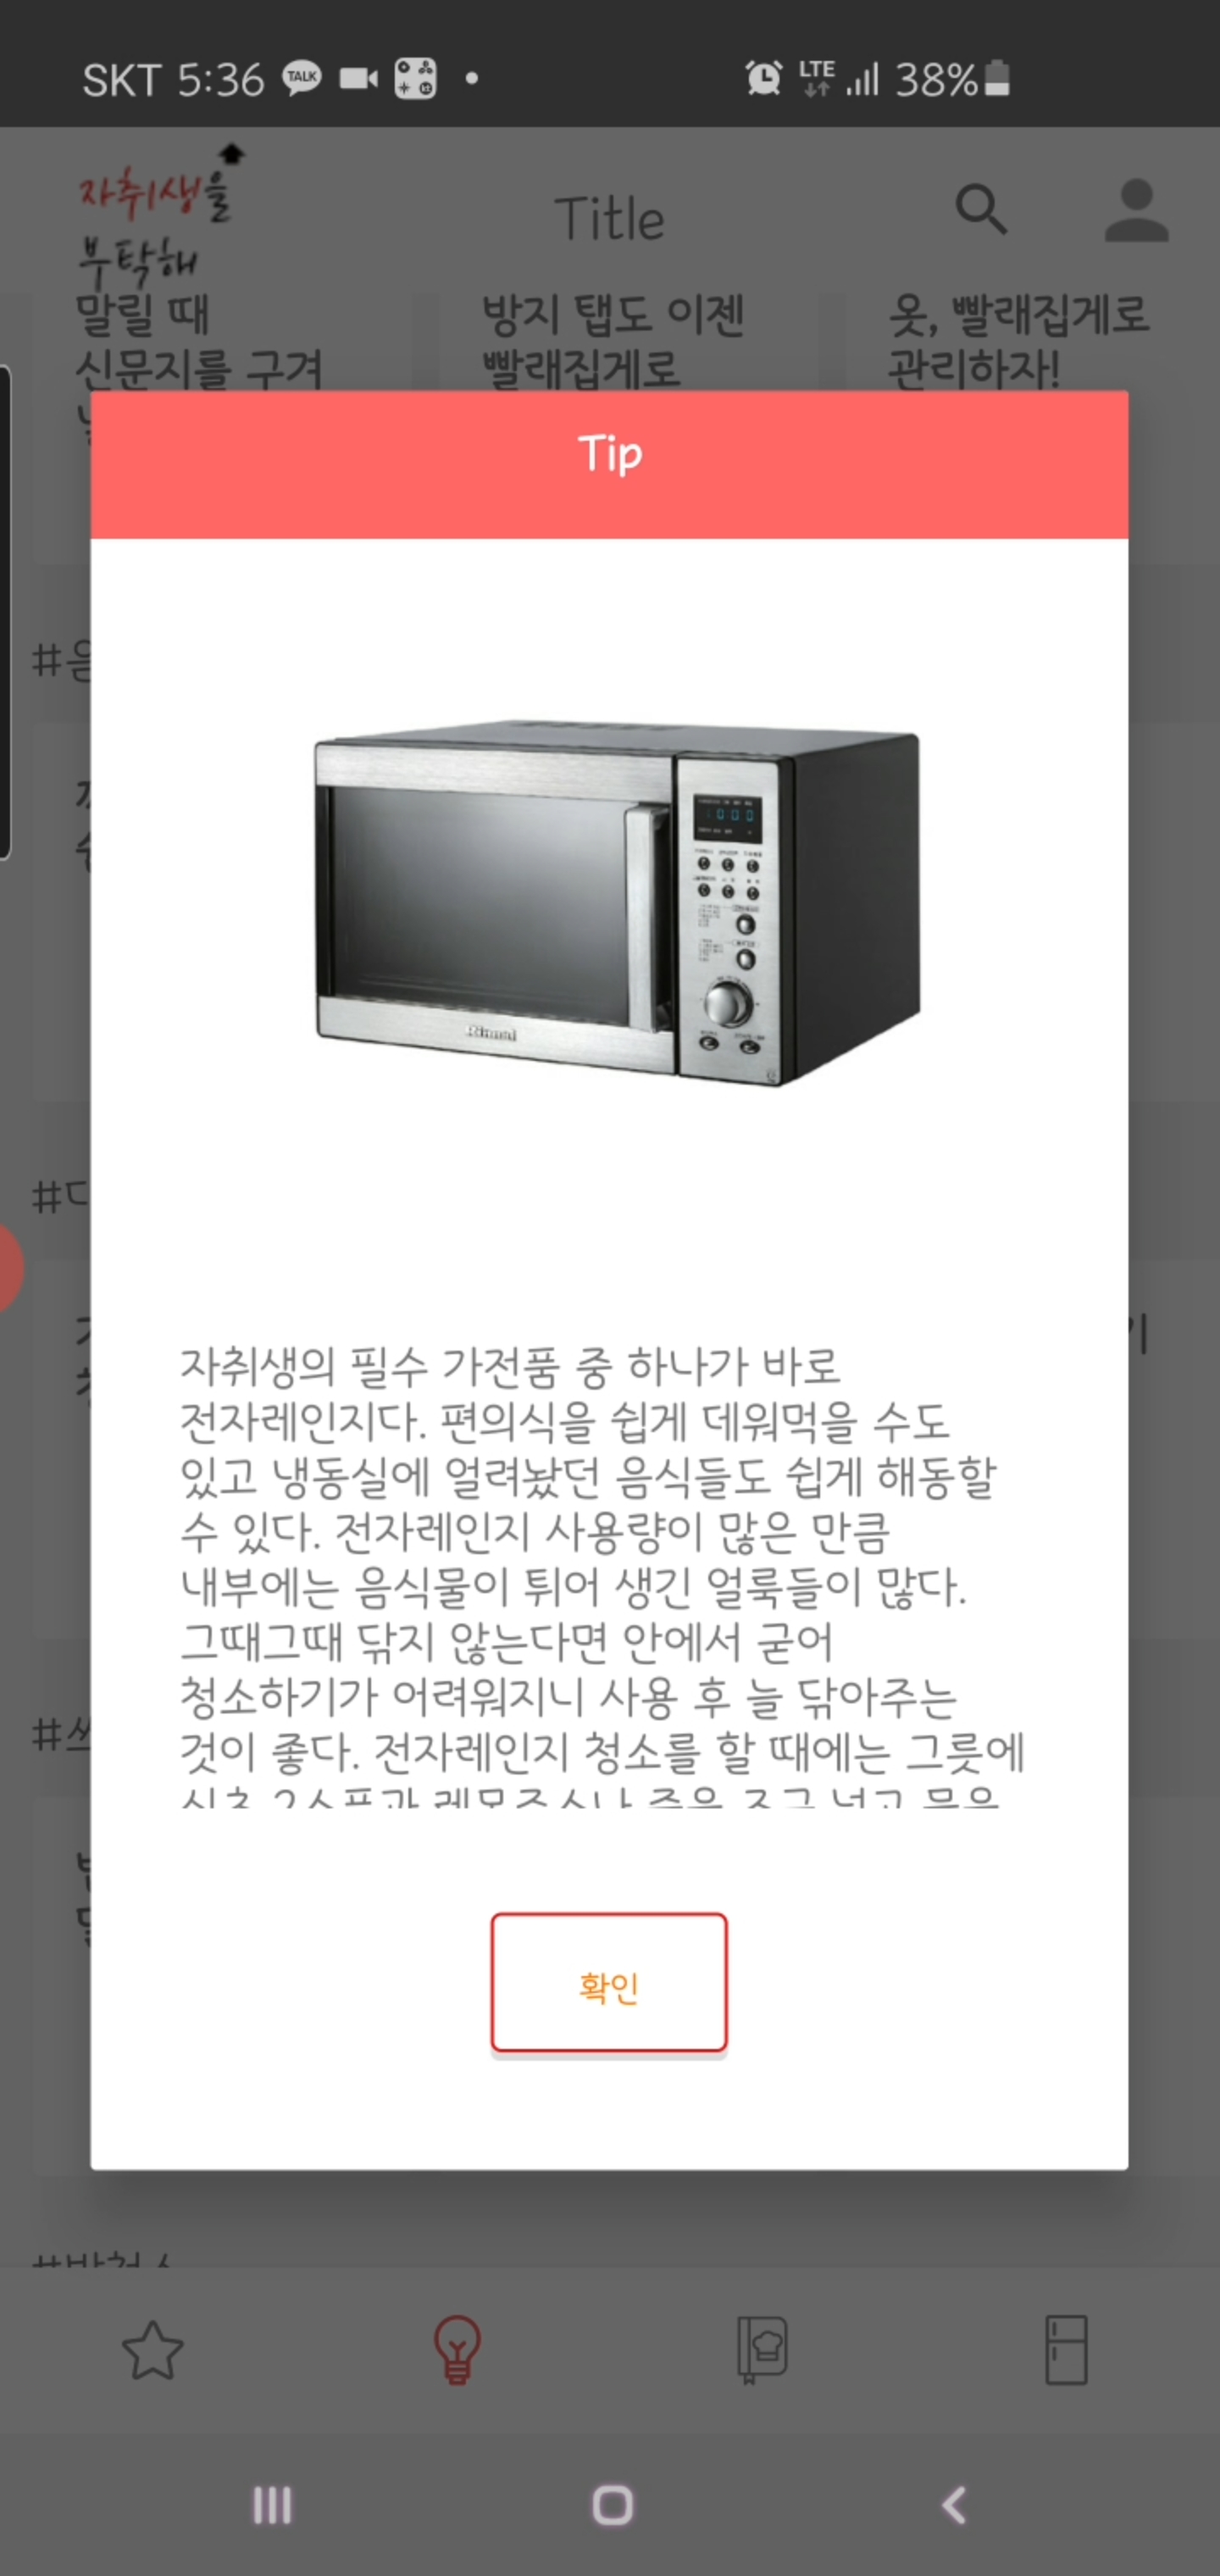 SKT 5:36 TALK LTE 38%
자취생을
부탁해
Title
말릴 때
신문지를 구겨
방지 탭도 이젠
빨래집게로
옷, 빨래집게로
관리하자!
Tip
Rinnai
자취생의 필수 가전품 중 하나가 바로
전자레인지다. 편의식을 쉽게 데워먹을 수도
있고 냉동실에 얼려놨던 음식들도 쉽게 해동할
수 있다. 전자레인지 사용량이 많은 만큼
내부에는 음식물이 튀어 생긴 얼룩들이 많다.
그때그때 닦지 않는다면 안에서 굳어
청소하기가 어려워지니 사용 후 늘 닦아주는
것이 좋다. 전자레인지 청소를 할 때에는 그릇에
확인